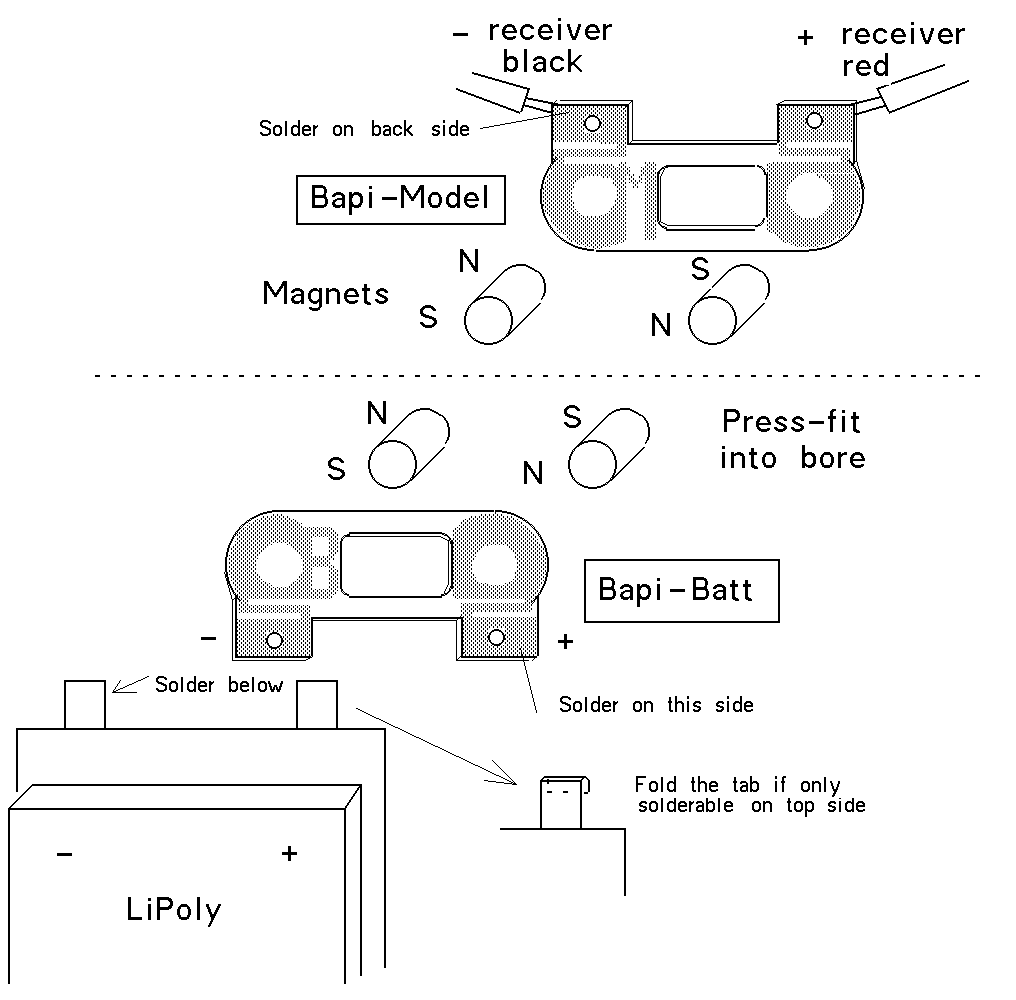 - receiver
black
+ receiver
red
Solder on back side
Bapi-Model
M
N
S
Magnets
S
N
N
S
S
N
Press-fit
into bore
B
Bapi-Batt
-
+
Solder below
Solder on this side
Fold the tab if only
solderable on top side
- +
LiPoly